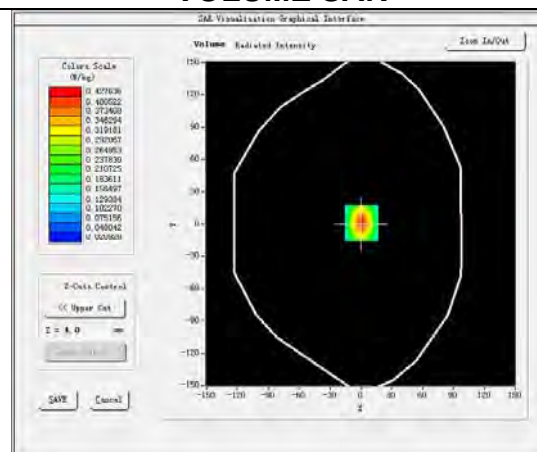 VOLUME SAR
SAR Visualisation Graphical Interface
Volume Radiated Intensity
Zoom In/Out
Colors Scale
(W/kg)
0.427636
0.400522
0.373408
0.346294
0.319181
0.292067
0.264953
0.237839
0.210725
0.183611
0.156497
0.129384
0.102270
0.075156
0.048042
0.020928
150
120
90
60
30
0
-30
-60
-90
-120
-150
Y
-150 -120 -90 -60 -30 0 30 60 90 120 150
X
Z-Cuts Control
<< Upper Cut
Z = 4.0 mm
SAVE Cancel